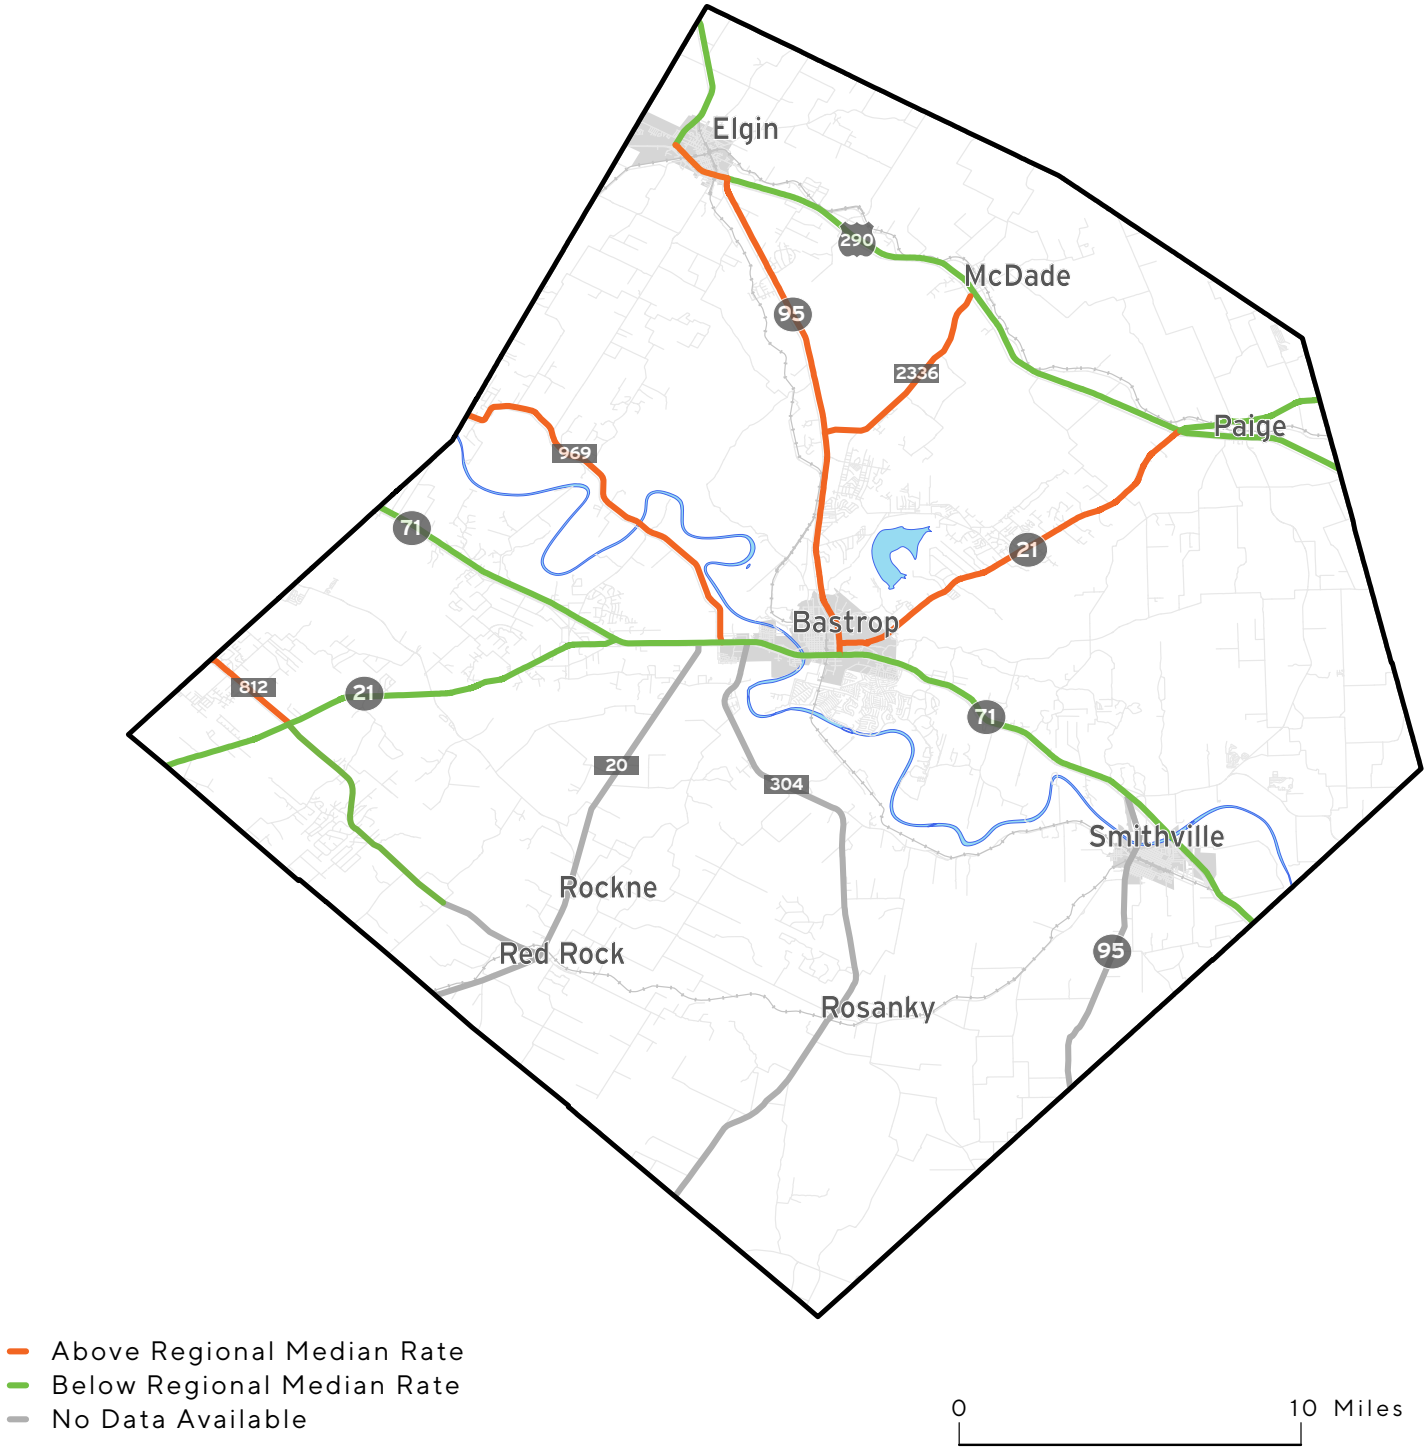 Elgin
290
McDade
95
2336
Paige
969
71
21
Bastrop
812
21
71
20
304
Smithville
Rockne
Red Rock
95
Rosanky
Above Regional Median Rate
Below Regional Median Rate
No Data Available
0 10 Miles